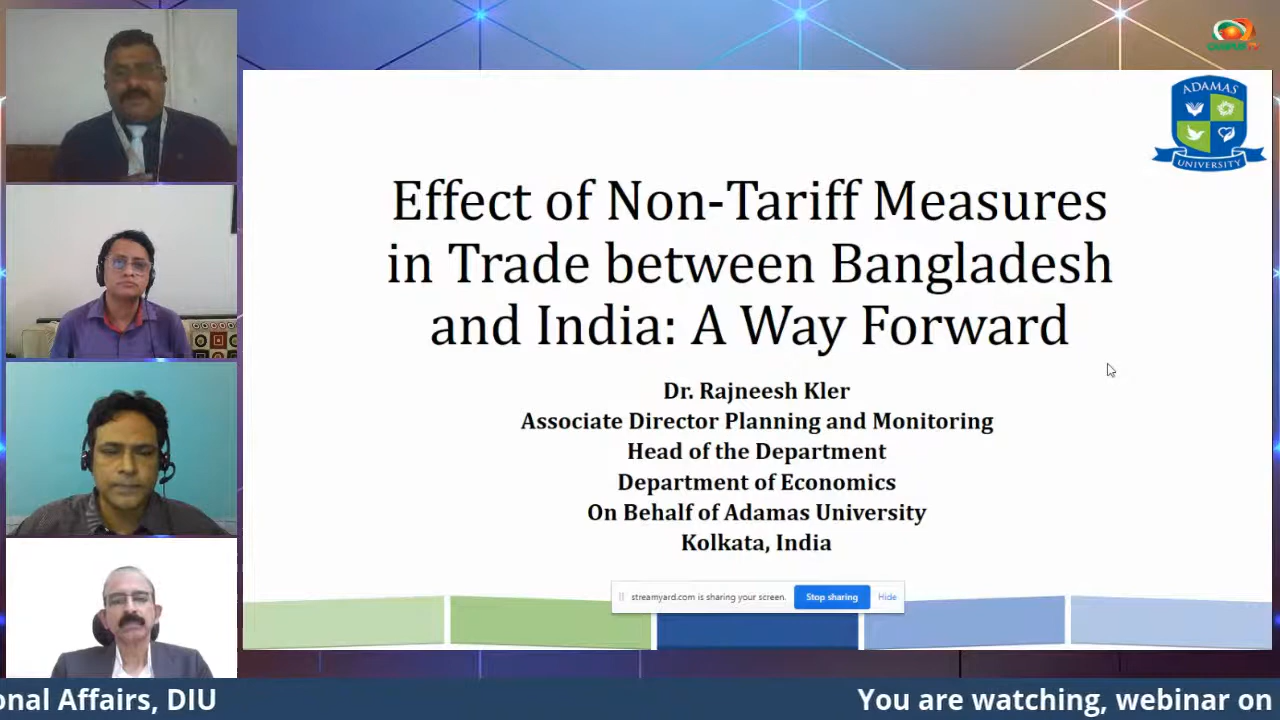 ADAMAS
UNIVERSITY
Effect of Non-Tariff Measures
in Trade between Bangladesh
and India: A Way Forward
Dr. Rajneesh Kler
Associate Director Planning and Monitoring
Head of the Department
Department of Economics
On Behalf of Adamas University
Kolkata, India
streamyard.com is sharing your screen.
Stop sharing
Hide
onal Affairs, DIU
You are watching, webinar on